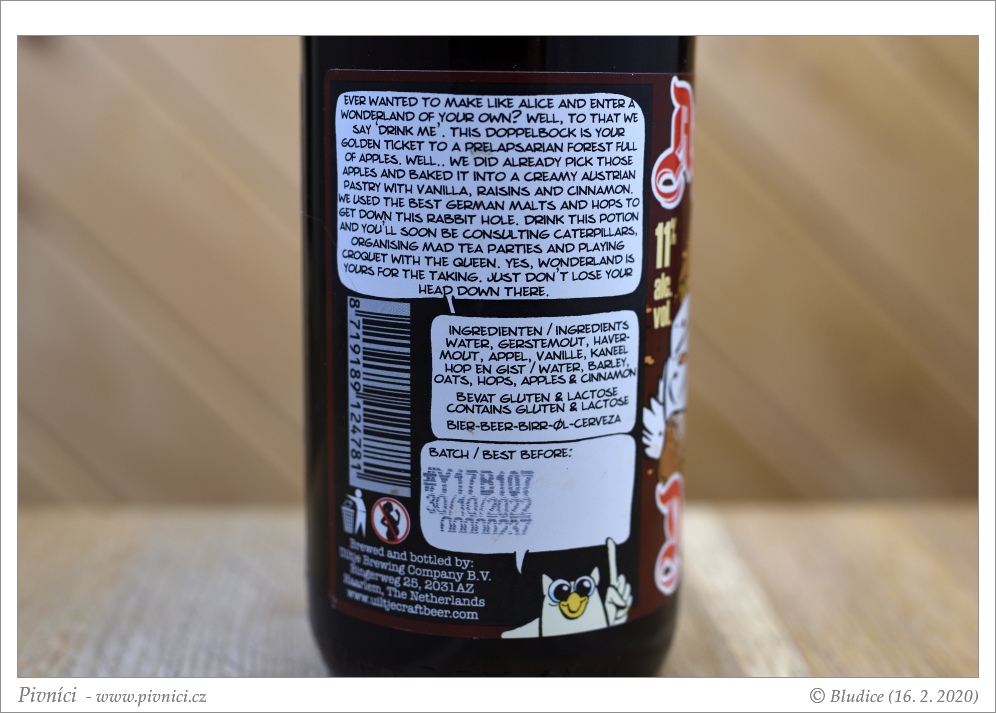 EVER WANTED TO MAKE LIKE ALICE AND ENTER A
WONDERLAND OF YOUR OWN? WELL, TO THAT WE
SAY 'DRINK ME'. THIS DOPPELBOCK IS YOUR
GOLDEN TICKET TO A PRELAPSARIAN FOREST FULL
OF APPLES. WELL.. WE DID ALREADY PICK THOSE
APPLES AND BAKED IT INTO A CREAMY AUSTRIAN
PASTRY WITH VANILLA, RAISINS AND CINNAMON.
WE USED THE BEST GERMAN MALTS AND HOPS TO
GET DOWN THIS RABBIT HOLE. DRINK THIS POTION
AND YOU'LL SOON BE CONSULTING CATERPILLARS,
ORGANISING MAD TEA PARTIES AND PLAYING
CROQUET WITH THE QUEEN. YES, WONDERLAND IS
YOURS FOR THE TAKING. JUST DON'T LOSE YOUR
HEAD DOWN THERE.
8 719189 124781
INGREDIENTEN / INGREDIENTS
WATER, GERSTEMOUT, HAVER-
MOUT, APPEL, VANILLE, KANEEL
HOP EN GIST / WATER, BARLEY,
OATS, HOPS, APPLES & CINNAMON
BEVAT GLUTEN & LACTOSE
CONTAINS GLUTEN & LACTOSE
BIER-BEER-BIRR-ØL-CERVEZA
BATCH / BEST BEFORE:
#Y17B107
30/10/2022
0000237
Brewed and bottled by:
Uiltje Brewing Company B.V.
Bingerweg 25, 2031AZ
Haarlem, The Netherlands
www.uiltjecraftbeer.com
11%
alc.
vol.
Pivníci - www.pivnici.cz
© Bludice (16. 2. 2020)